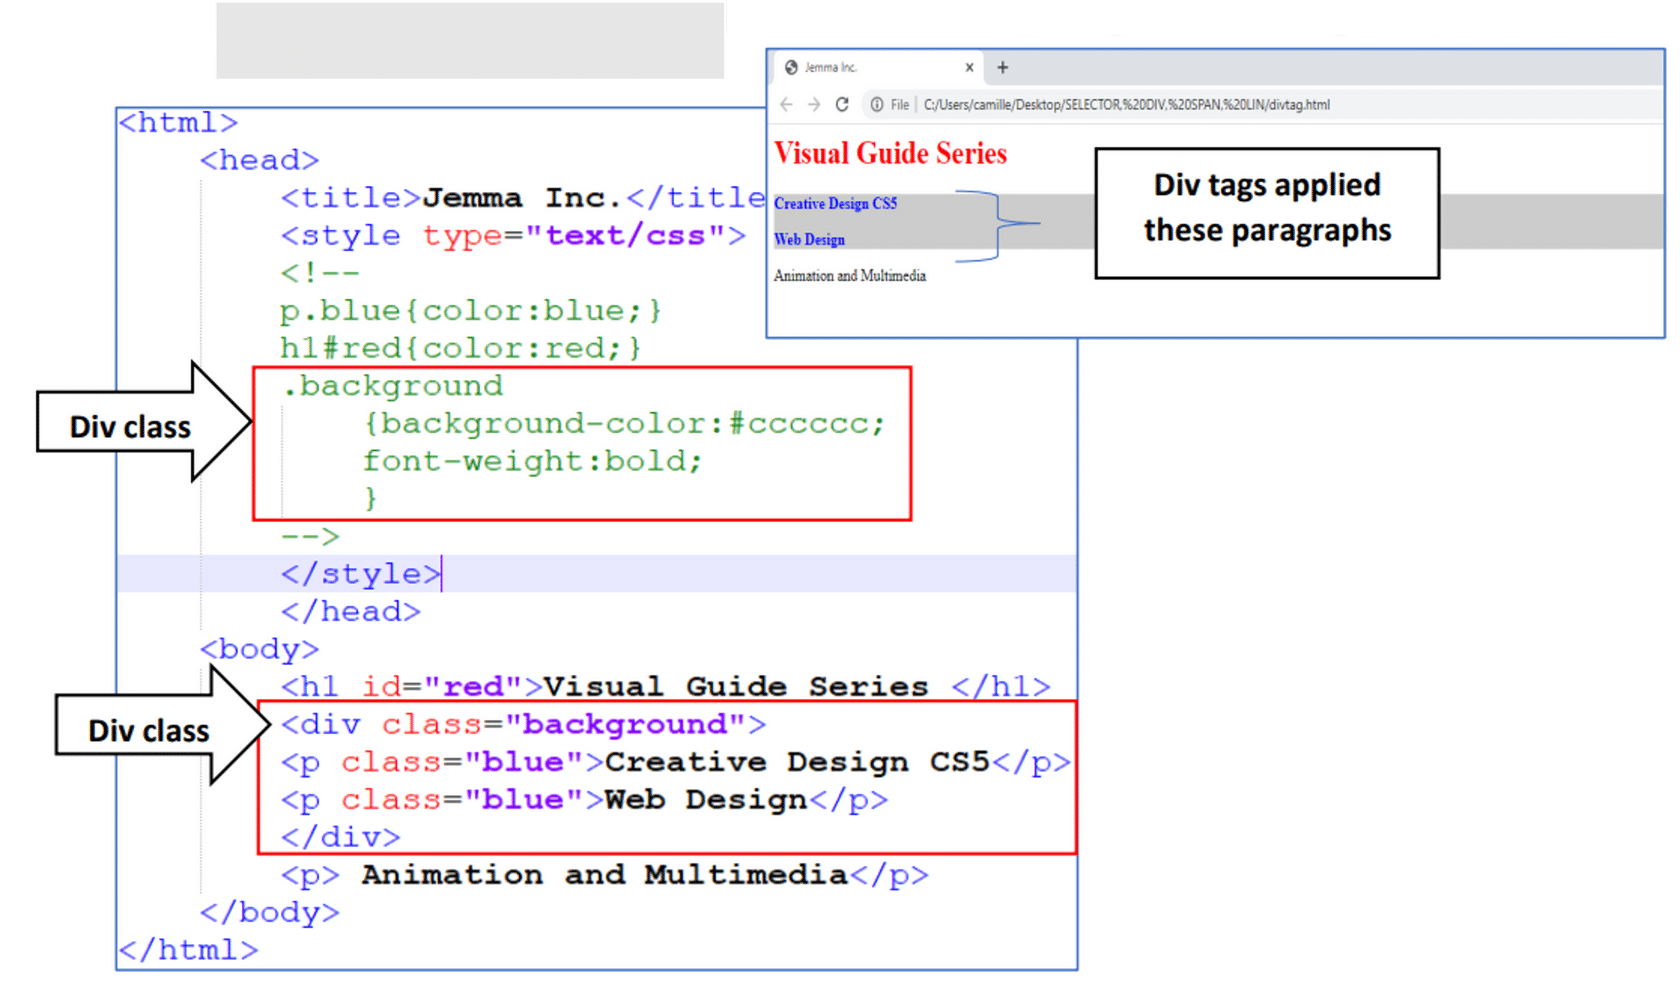 <html>
<head>
<title>Jemma Inc.</title
<style type="text/css">
<!--
p.blue{color:blue;}
h1#red{color:red;}
.background
{background-color:#cccccc;
font-weight:bold;
}
-->
</style>
</head>
<body>
<h1 id="red">Visual Guide Series </h1>
<div class="background">
<p class="blue">Creative Design CS5</p>
<p class="blue">Web Design</p>
</div>
<p> Animation and Multimedia</p>
</body>
</html>
Div class
Div class
Jemma Inc.
File C:/Users/camille/Desktop/SELECTOR,%20DIV,%20SPAN,%20LIN/divtag.html
Visual Guide Series
Creative Design CS5
Web Design
Animation and Multimedia
Div tags applied
these paragraphs